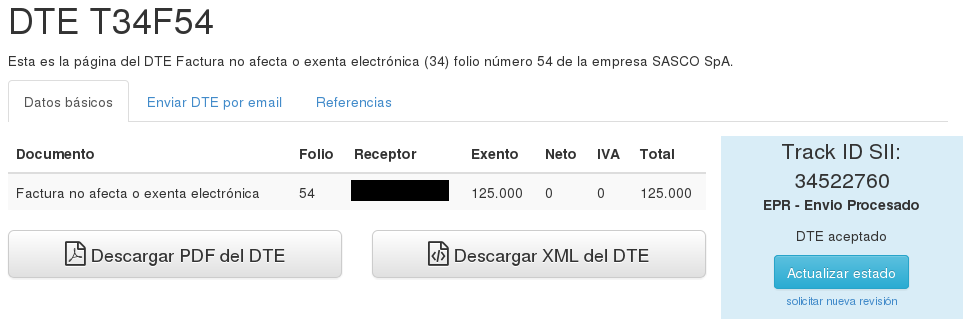 DTE T34F54
Esta es la página del DTE Factura no afecta o exenta electrónica (34) folio número 54 de la empresa SASCO SpA.
Datos básicos Enviar DTE por email Referencias
Documento Folio Receptor Exento Neto IVA Total
Factura no afecta o exenta electrónica 54 125.000 0 0 125.000
Descargar PDF del DTE Descargar XML del DTE
Track ID SII:
34522760
EPR - Envio Procesado
DTE aceptado
Actualizar estado
solicitar nueva revisión